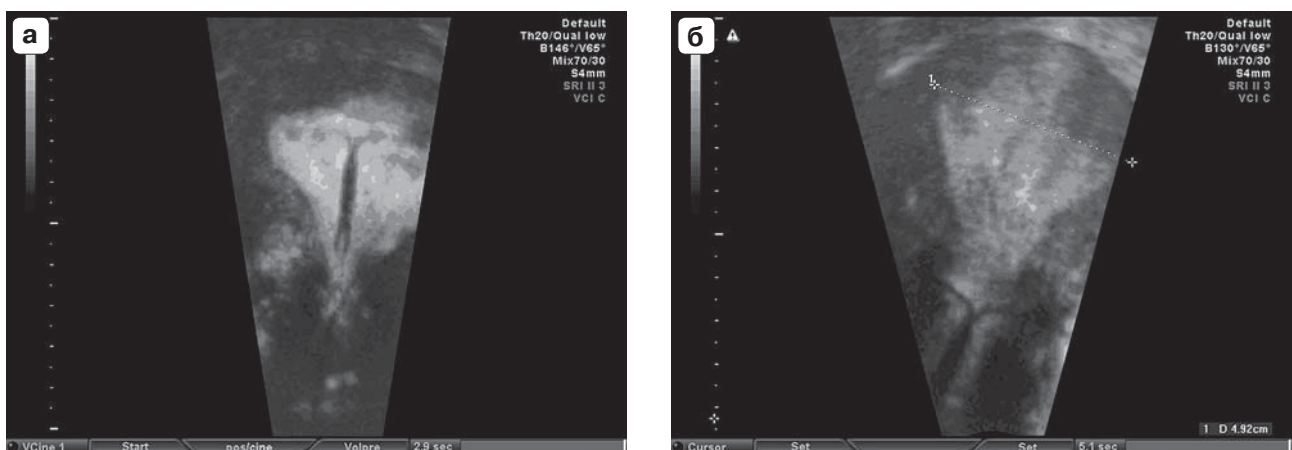 а
Default
Th20/Qual low
B146°/V65°
Mix70/30
S4mm
SRI II 3
VCI C
VCine 1
Start
pos/cine
Volpre
2.9 sec
б
Default
Th20/Qual low
B130°/V65°
Mix70/30
S4mm
SRI II 3
VCI C
1
1 D 4.92cm
Cursor
Set
Set
5.1 sec